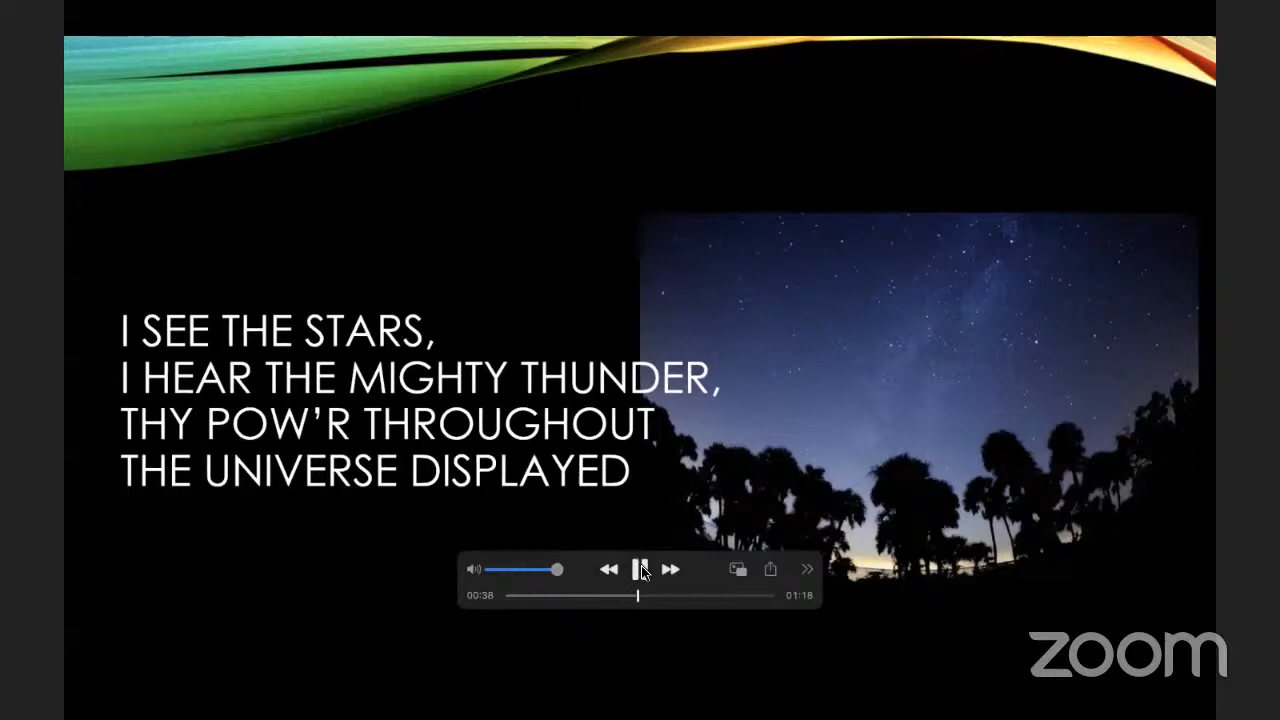 I SEE THE STARS,
I HEAR THE MIGHTY THUNDER,
THY POW’R THROUGHOUT
THE UNIVERSE DISPLAYED
00:38
01:18
zoom